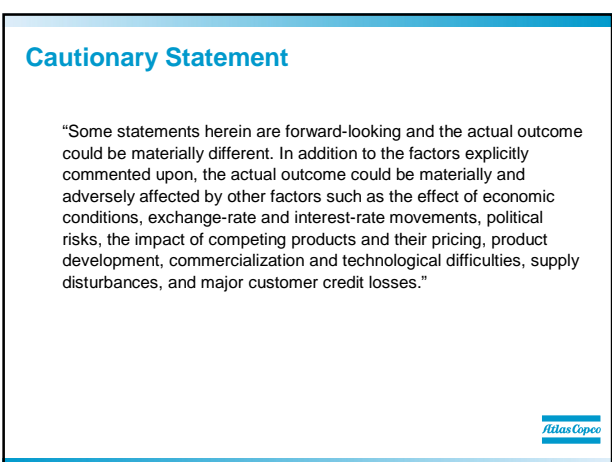 Cautionary Statement
“Some statements herein are forward-looking and the actual outcome
could be materially different. In addition to the factors explicitly
commented upon, the actual outcome could be materially and
adversely affected by other factors such as the effect of economic
conditions, exchange-rate and interest-rate movements, political
risks, the impact of competing products and their pricing, product
development, commercialization and technological difficulties, supply
disturbances, and major customer credit losses.”
Atlas Copco